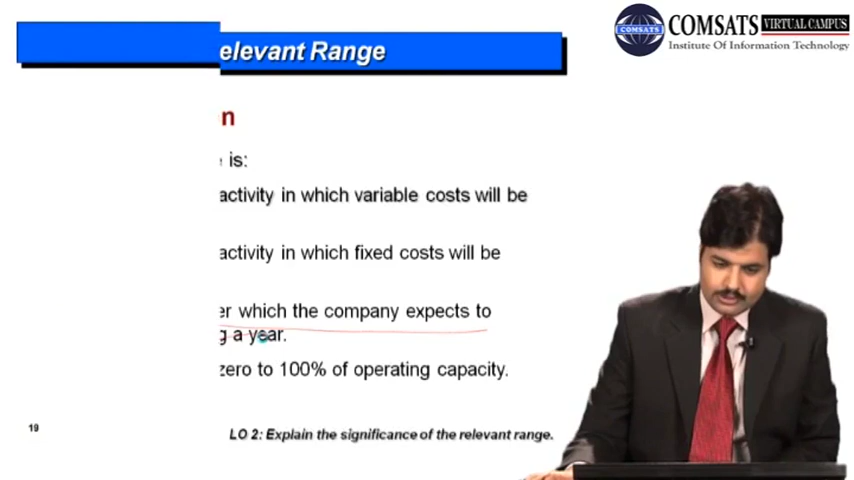 COMSATS VIRTUAL CAMPUS
COMSATS
Institute Of Information Technology
elevant Range
n
is:
activity in which variable costs will be
activity in which fixed costs will be
er which the company expects to
g a year.
zero to 100% of operating capacity.
19
LO 2: Explain the significance of the relevant range.